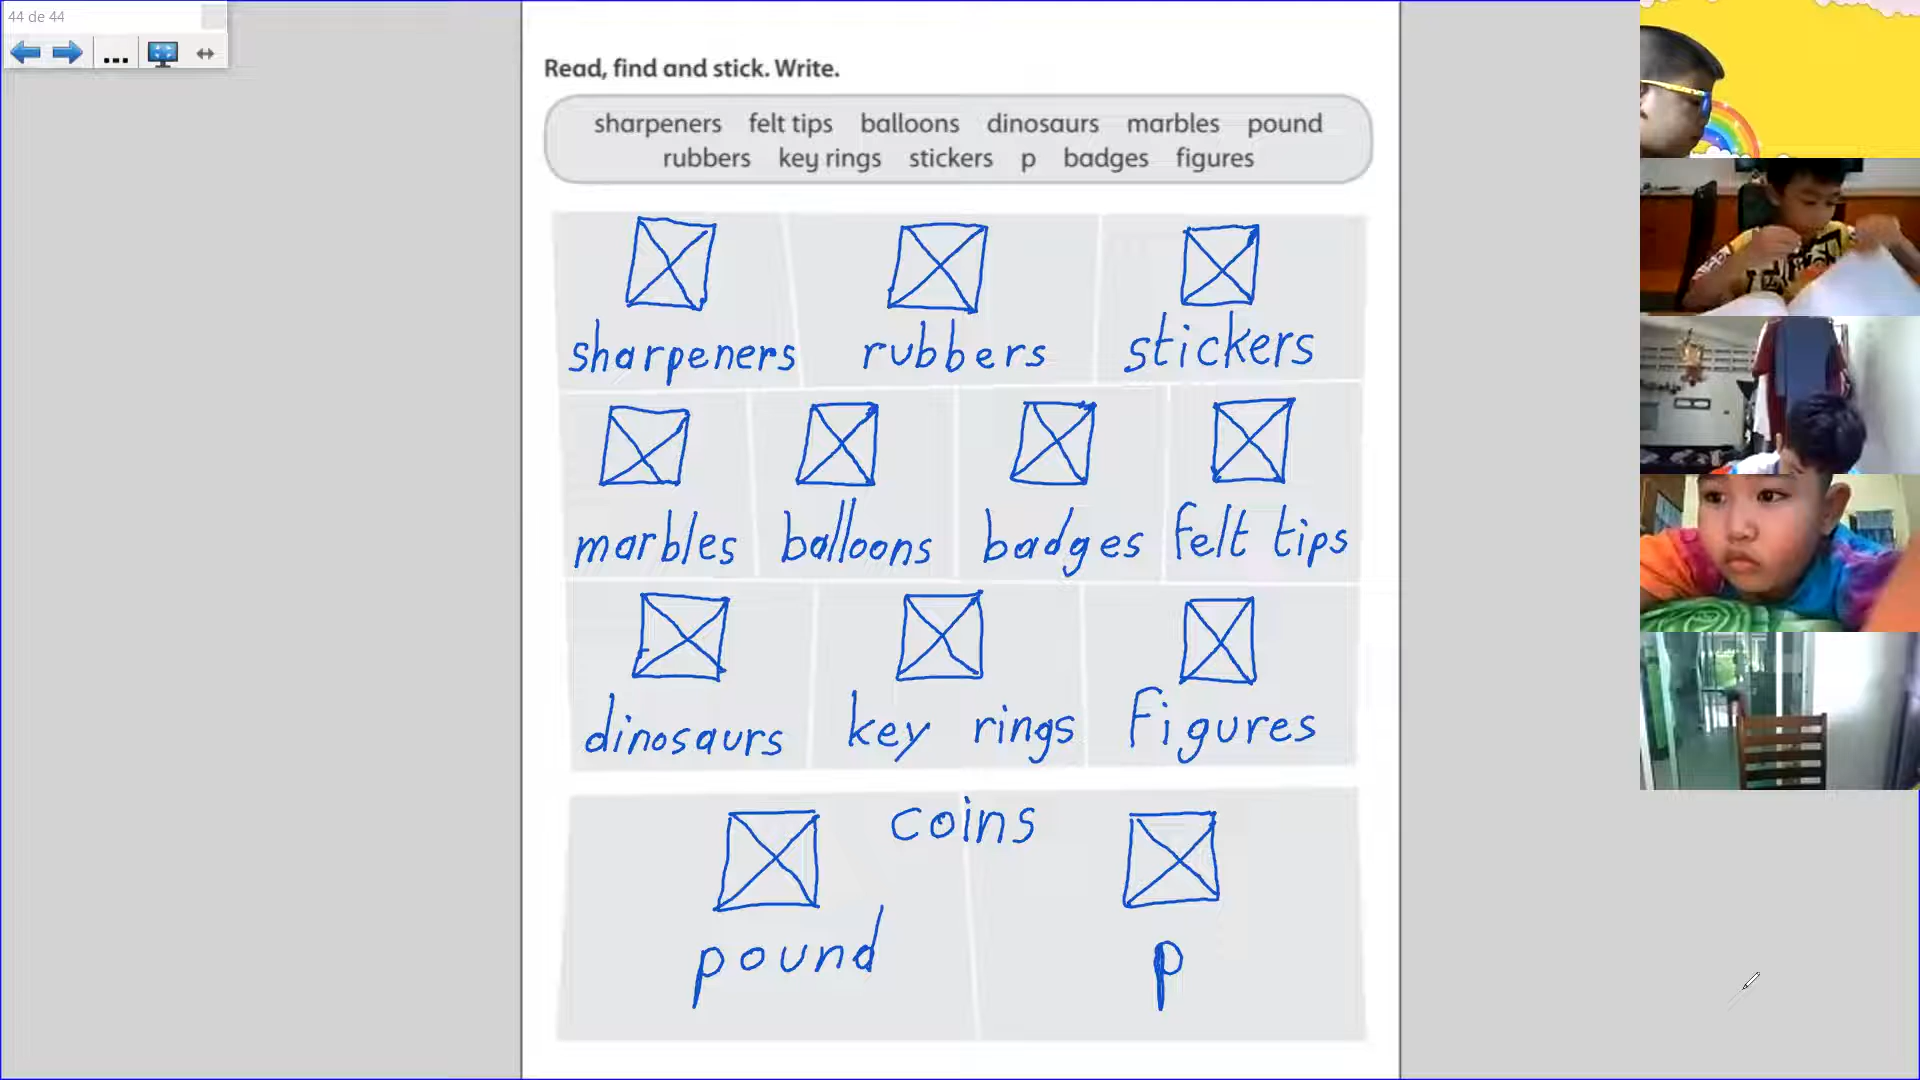 44 de 44
...
Read, find and stick. Write.
sharpeners felt tips balloons dinosaurs marbles pound
rubbers key rings stickers p badges figures
sharpeners rubbers stickers
marbles balloons badges felt tips
dinosaurs key rings figures
coins
pound p